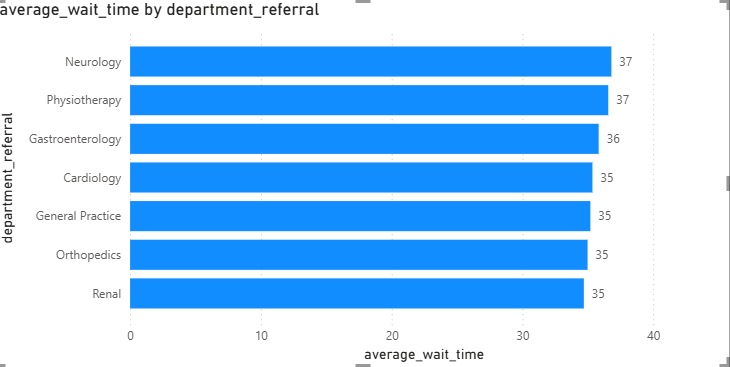 average_wait_time by department_referral
department_referral
Neurology 37
Physiotherapy 37
Gastroenterology 36
Cardiology 35
General Practice 35
Orthopedics 35
Renal 35
0 10 20 30 40
average_wait_time